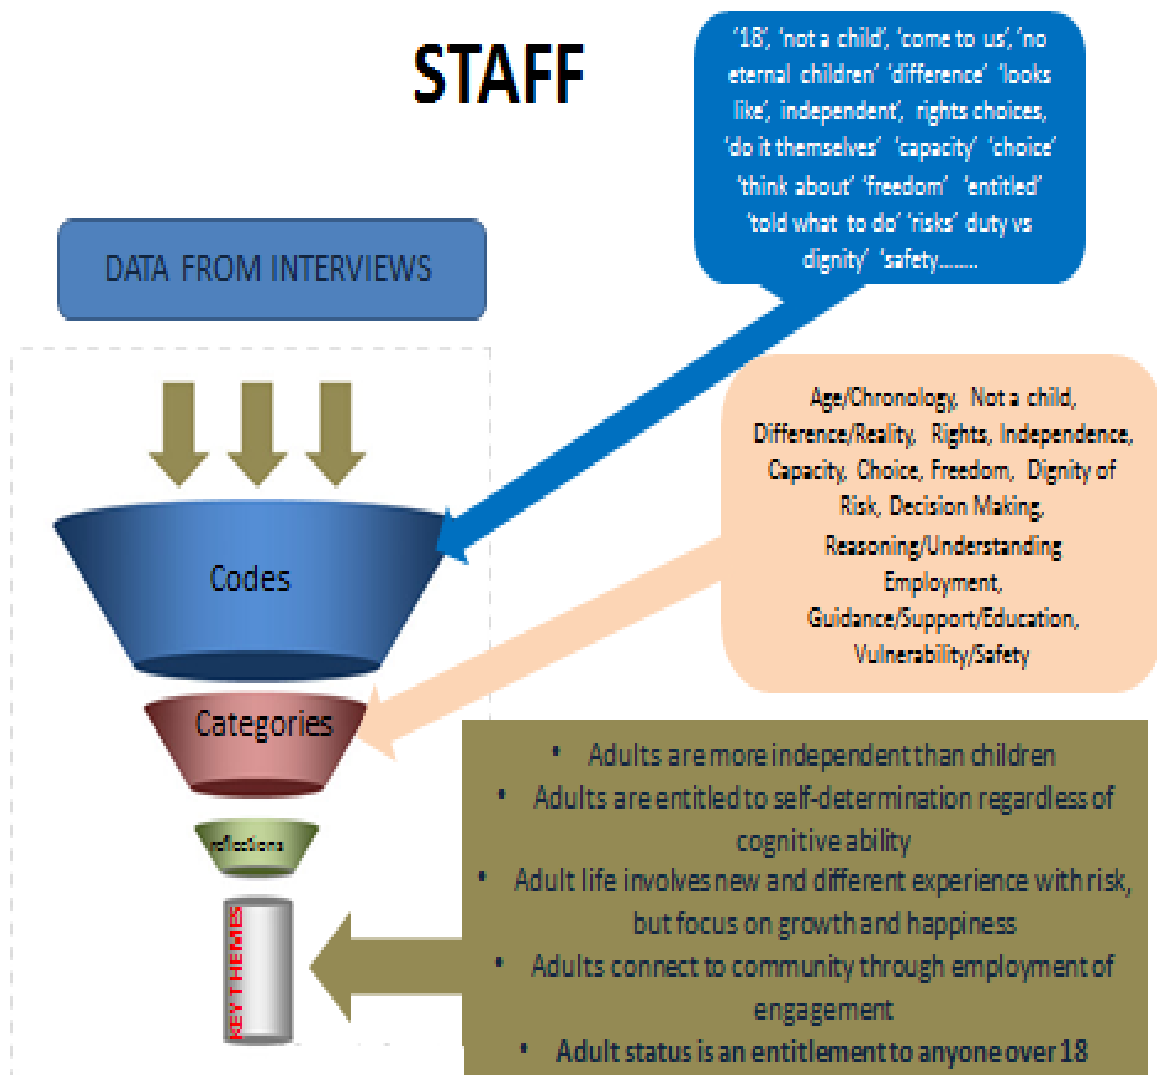 STAFF
'18', 'not a child', 'come to us', 'no
eternal children' 'difference' 'looks
like', independent', rights choices,
'do it themselves' 'capacity' 'choice'
'think about' 'freedom' 'entitled'
'told what to do' 'risks' duty vs
dignity' 'safety........
DATA FROM INTERVIEWS
Age/Chronology, Not a child,
Difference/Reality, Rights, Independence,
Capacity, Choice, Freedom, Dignity of
Risk, Decision Making,
Reasoning/Understanding
Employment,
Guidance/Support/Education,
Vulnerability/Safety
Codes
Categories
reflections
KEY THEMES
• Adults are more independent than children
• Adults are entitled to self-determination regardless of
cognitive ability
• Adult life involves new and different experience with risk,
but focus on growth and happiness
• Adults connect to community through employment of
engagement
• Adult status is an entitlement to anyone over 18